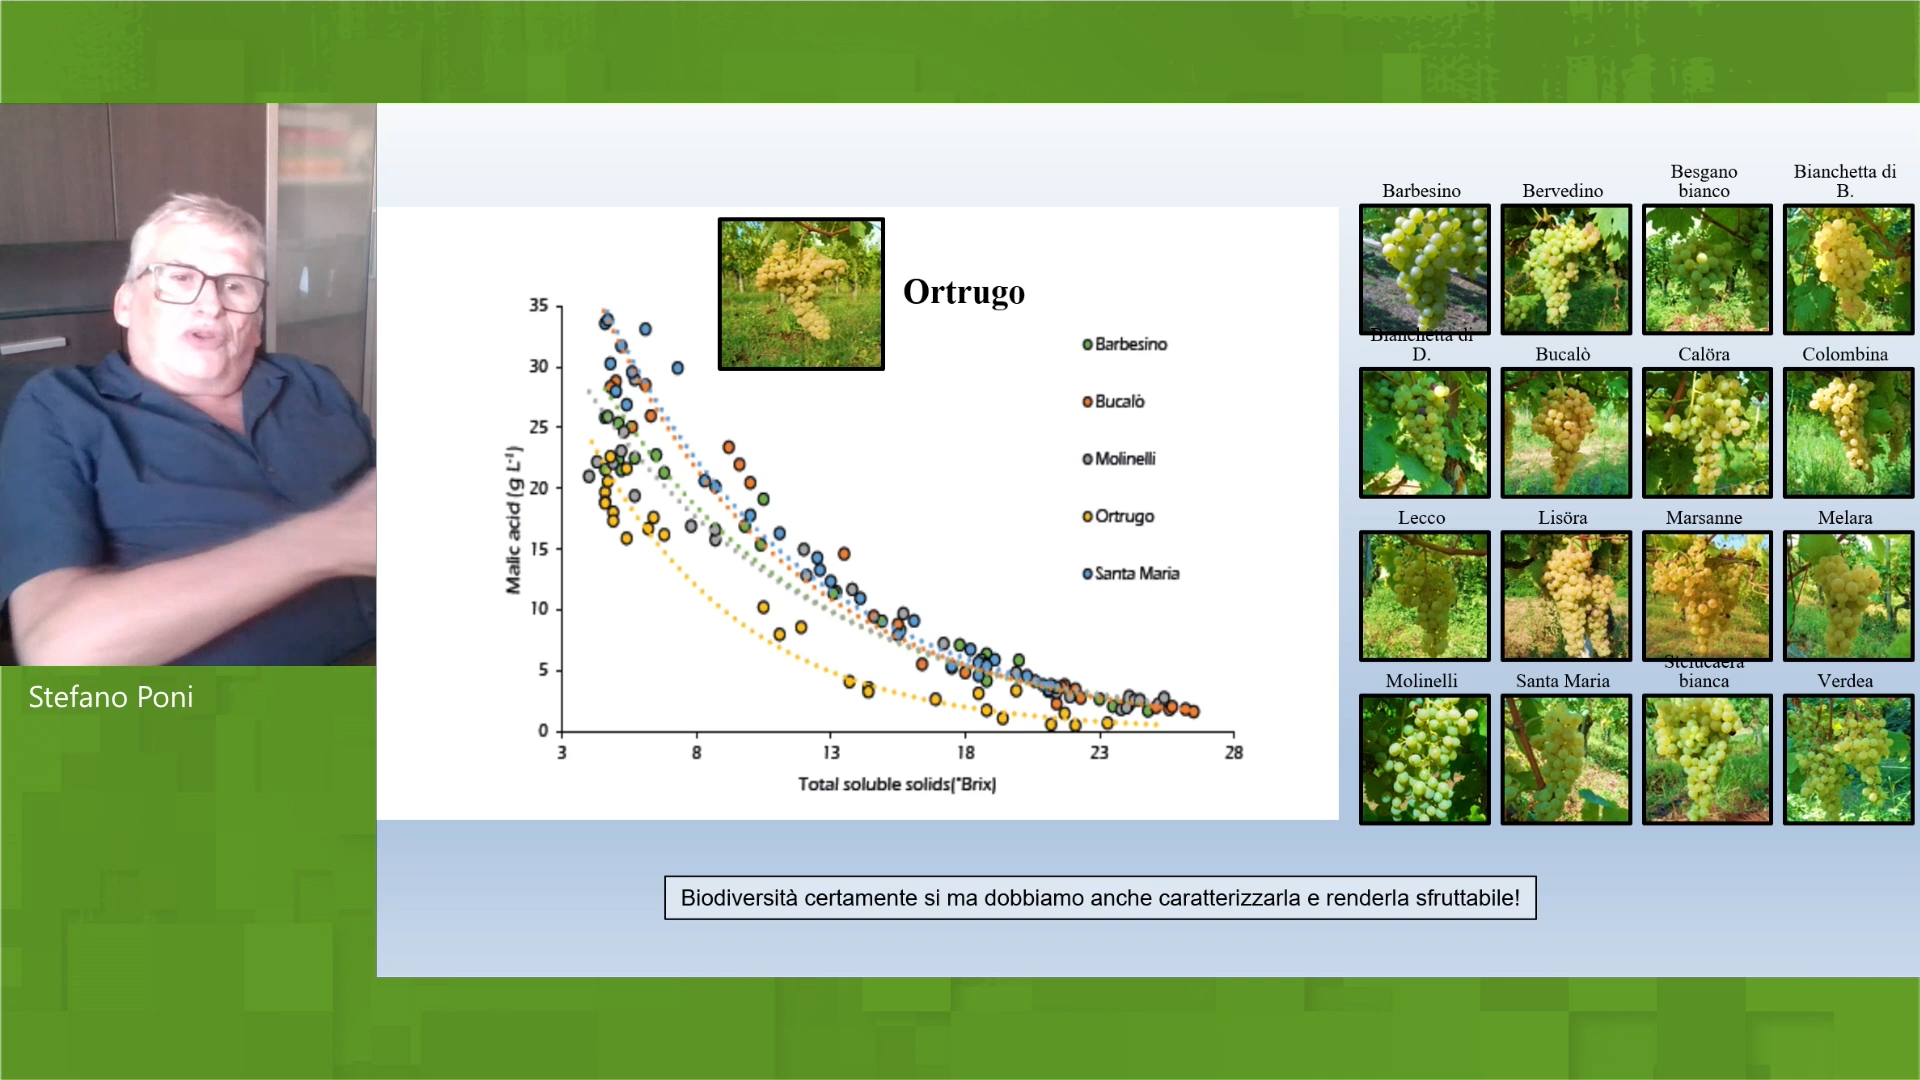 Stefano Poni
Ortrugo
35
30
25
20
15
10
5
0
Malic acid (g L⁻¹)
3 8 13 18 23 28
Total soluble solids(°Brix)
Barbesino
Bucalò
Molinelli
Ortrugo
Santa Maria
Barbesino
Bervedino
Besgano
bianco
Bianchetta di
B.
Bianchetta di
D.
Bucalò
Calöra
Colombina
Lecco
Lisöra
Marsanne
Melara
Molinelli
Santa Maria
Stciucaera
bianca
Verdea
Biodiversità certamente si ma dobbiamo anche caratterizzarla e renderla sfruttabile!